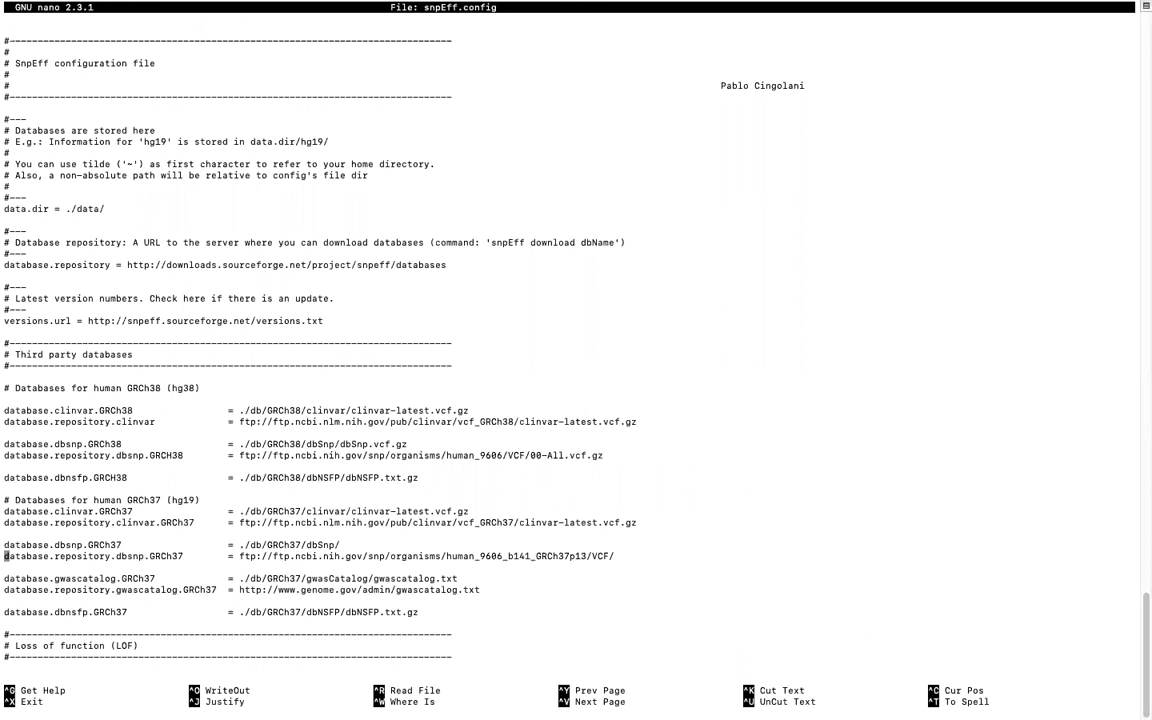 GNU nano 2.3.1 File: snpEff.config
#-------------------------------------------------------------------------------
#
# SnpEff configuration file
#
# Pablo Cingolani
#-------------------------------------------------------------------------------
#---
# Databases are stored here
# E.g.: Information for 'hg19' is stored in data.dir/hg19/
#
# You can use tilde ('~') as first character to refer to your home directory.
# Also, a non-absolute path will be relative to config's file dir
#
#---
data.dir = ./data/
#---
# Database repository: A URL to the server where you can download databases (command: 'snpEff download dbName')
#---
database.repository = http://downloads.sourceforge.net/project/snpeff/databases
#---
# Latest version numbers. Check here if there is an update.
#---
versions.url = http://snpeff.sourceforge.net/versions.txt
#-------------------------------------------------------------------------------
# Third party databases
#-------------------------------------------------------------------------------
# Databases for human GRCh38 (hg38)
database.clinvar.GRCh38 = ./db/GRCh38/clinvar/clinvar-latest.vcf.gz
database.repository.clinvar = ftp://ftp.ncbi.nlm.nih.gov/pub/clinvar/vcf_GRCh38/clinvar-latest.vcf.gz
database.dbsnp.GRCh38 = ./db/GRCh38/dbSnp/dbSnp.vcf.gz
database.repository.dbsnp.GRCH38 = ftp://ftp.ncbi.nih.gov/snp/organisms/human_9606/VCF/00-All.vcf.gz
database.dbnsfp.GRCH38 = ./db/GRCh38/dbNSFP/dbNSFP.txt.gz
# Databases for human GRCh37 (hg19)
database.clinvar.GRCh37 = ./db/GRCh37/clinvar/clinvar-latest.vcf.gz
database.repository.clinvar.GRCh37 = ftp://ftp.ncbi.nlm.nih.gov/pub/clinvar/vcf_GRCh37/clinvar-latest.vcf.gz
database.dbsnp.GRCh37 = ./db/GRCh37/dbSnp/
database.repository.dbsnp.GRCh37 = ftp://ftp.ncbi.nih.gov/snp/organisms/human_9606_b141_GRCh37p13/VCF/
database.gwascatalog.GRCh37 = ./db/GRCh37/gwasCatalog/gwascatalog.txt
database.repository.gwascatalog.GRCh37 = http://www.genome.gov/admin/gwascatalog.txt
database.dbnsfp.GRCh37 = ./db/GRCh37/dbNSFP/dbNSFP.txt.gz
#-------------------------------------------------------------------------------
# Loss of function (LOF)
#-------------------------------------------------------------------------------
^G Get Help ^O WriteOut ^R Read File ^Y Prev Page ^K Cut Text ^C Cur Pos
^X Exit ^J Justify ^W Where Is ^V Next Page ^U UnCut Text ^T To Spell